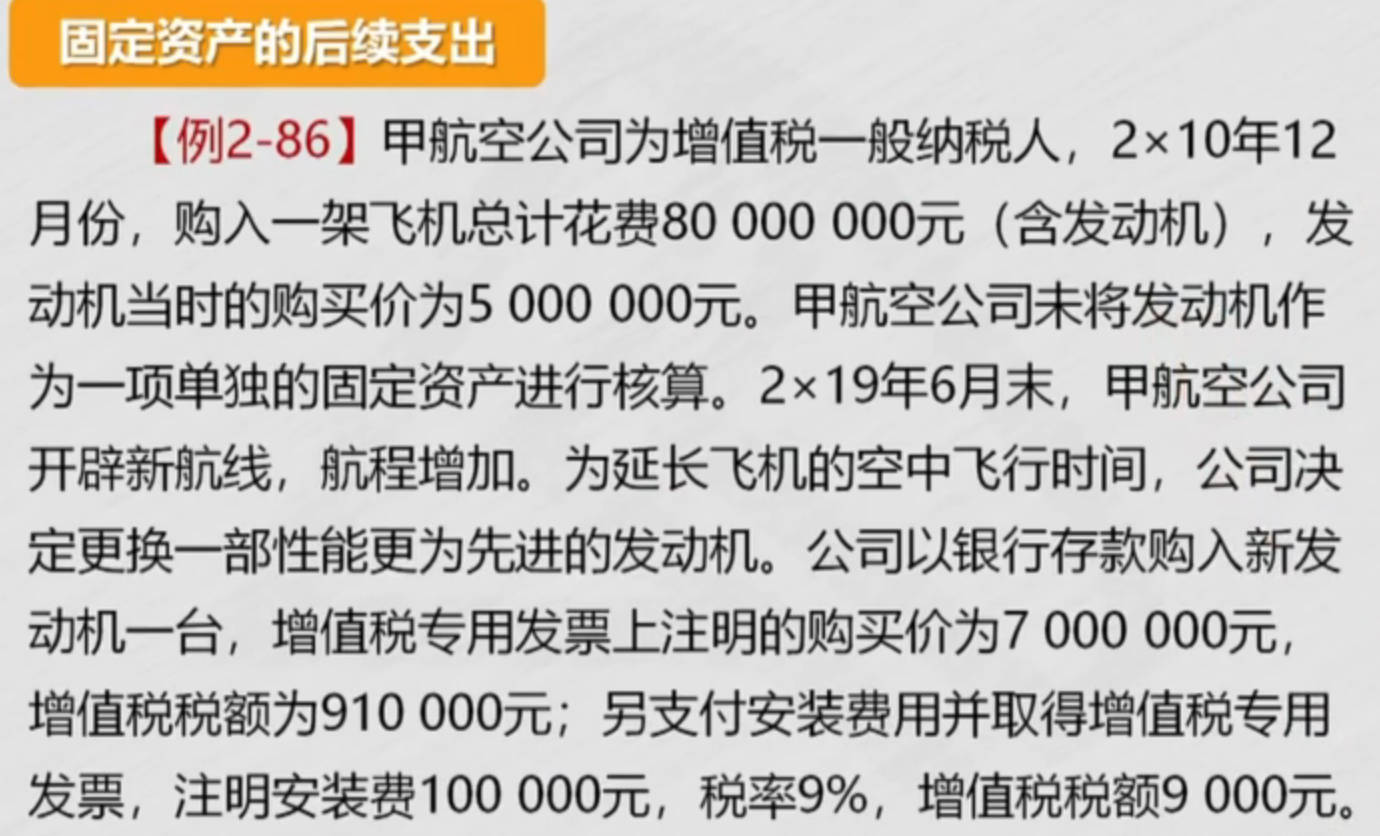 固定资产的后续支出
【例2-86】甲航空公司为增值税一般纳税人，2×10年12
月份，购入一架飞机总计花费80 000 000元（含发动机），发
动机当时的购买价为5 000 000元。甲航空公司未将发动机作
为一项单独的固定资产进行核算。2×19年6月末，甲航空公司
开辟新航线，航程增加。为延长飞机的空中飞行时间，公司决
定更换一部性能更为先进的发动机。公司以银行存款购入新发
动机一台，增值税专用发票上注明的购买价为7 000 000元，
增值税税额为910 000元；另支付安装费用并取得增值税专用
发票，注明安装费100 000元，税率9%，增值税税额9 000元。